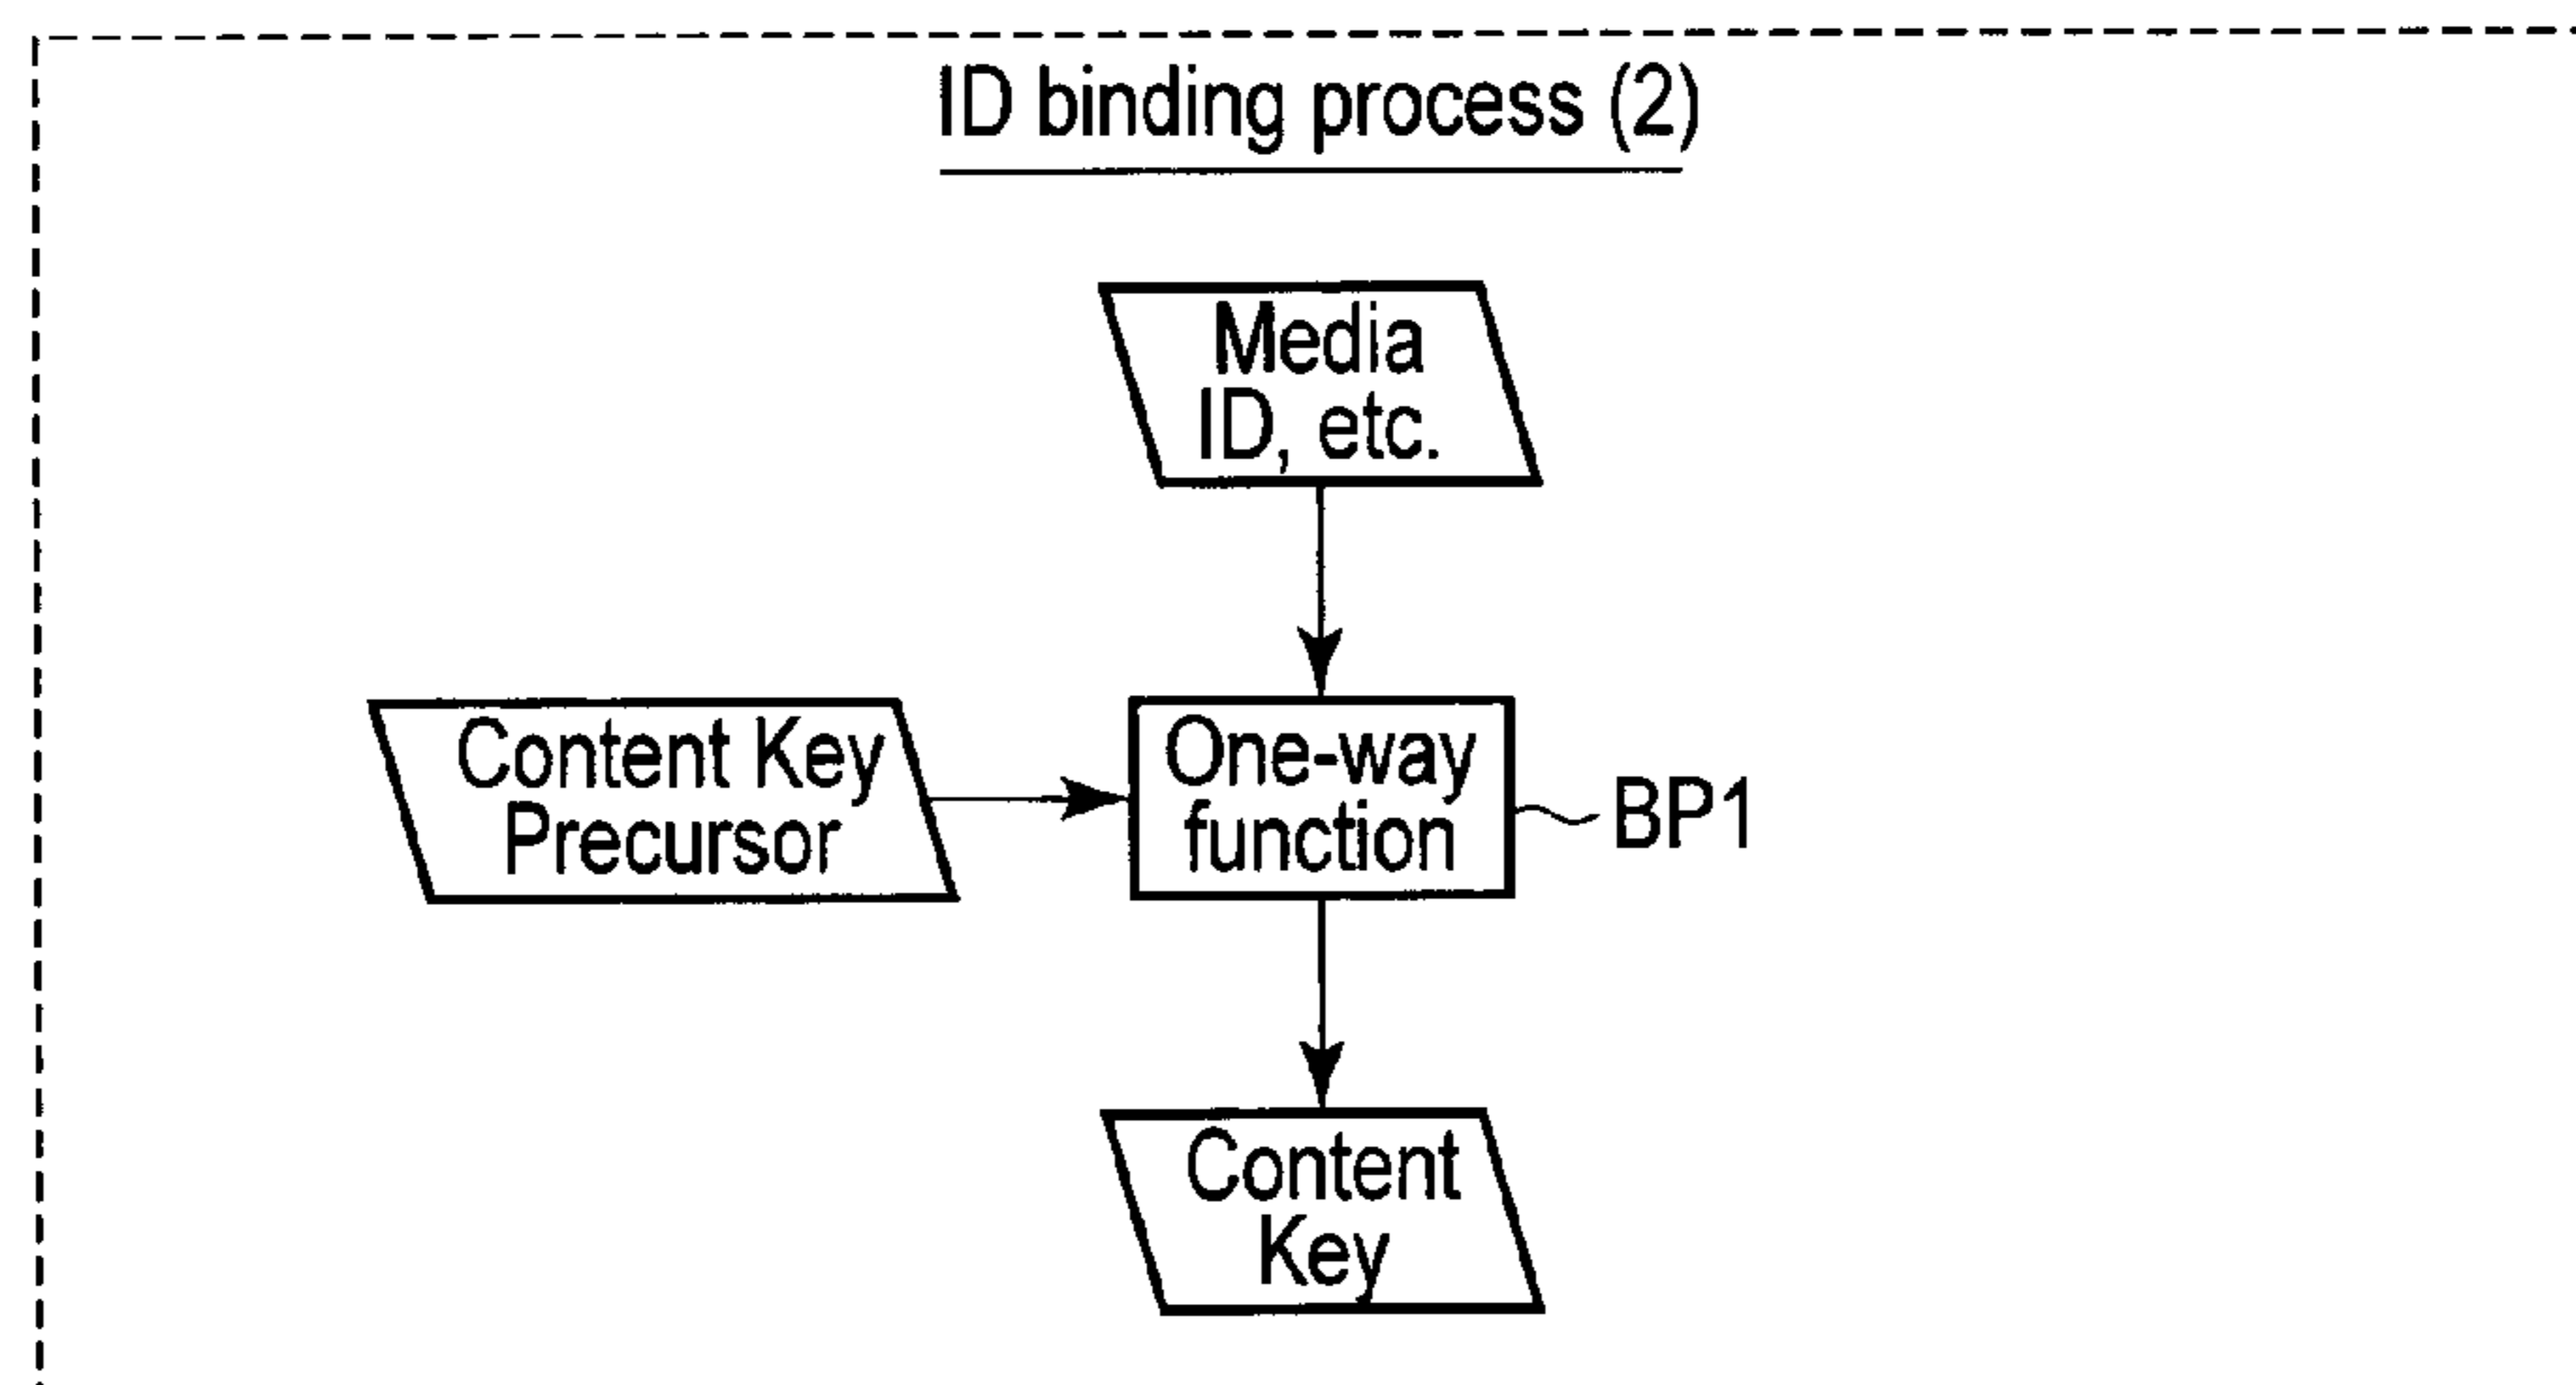 ID binding process (2)
Media
ID, etc.
Content Key
Precursor
One-way
function
BP1
Content
Key